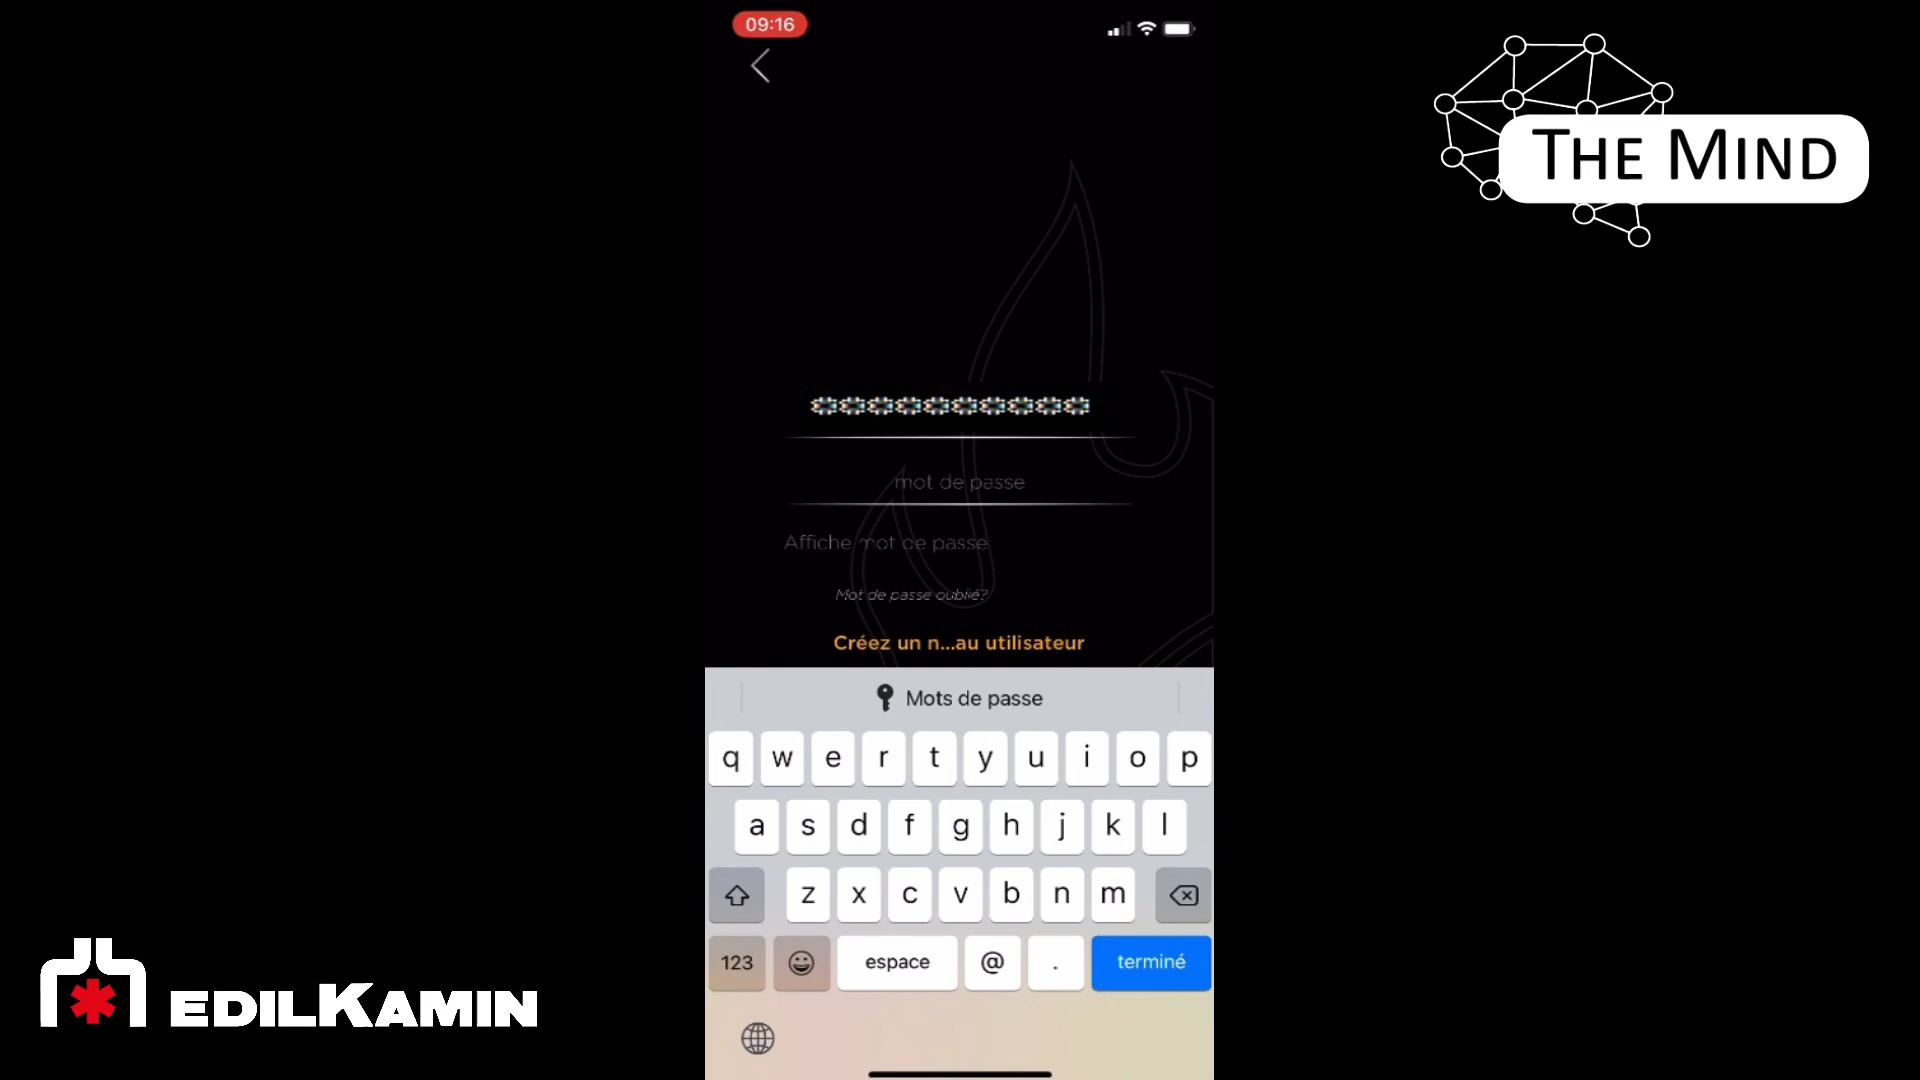 09:16
THE MIND
**********
mot de passe
Affiche mot de passe
Mot de passe oublié?
Créez un n...au utilisateur
Mots de passe
q w e r t y u i o p
a s d f g h j k l
z x c v b n m
123 espace @ . terminé
EDILKAMIN